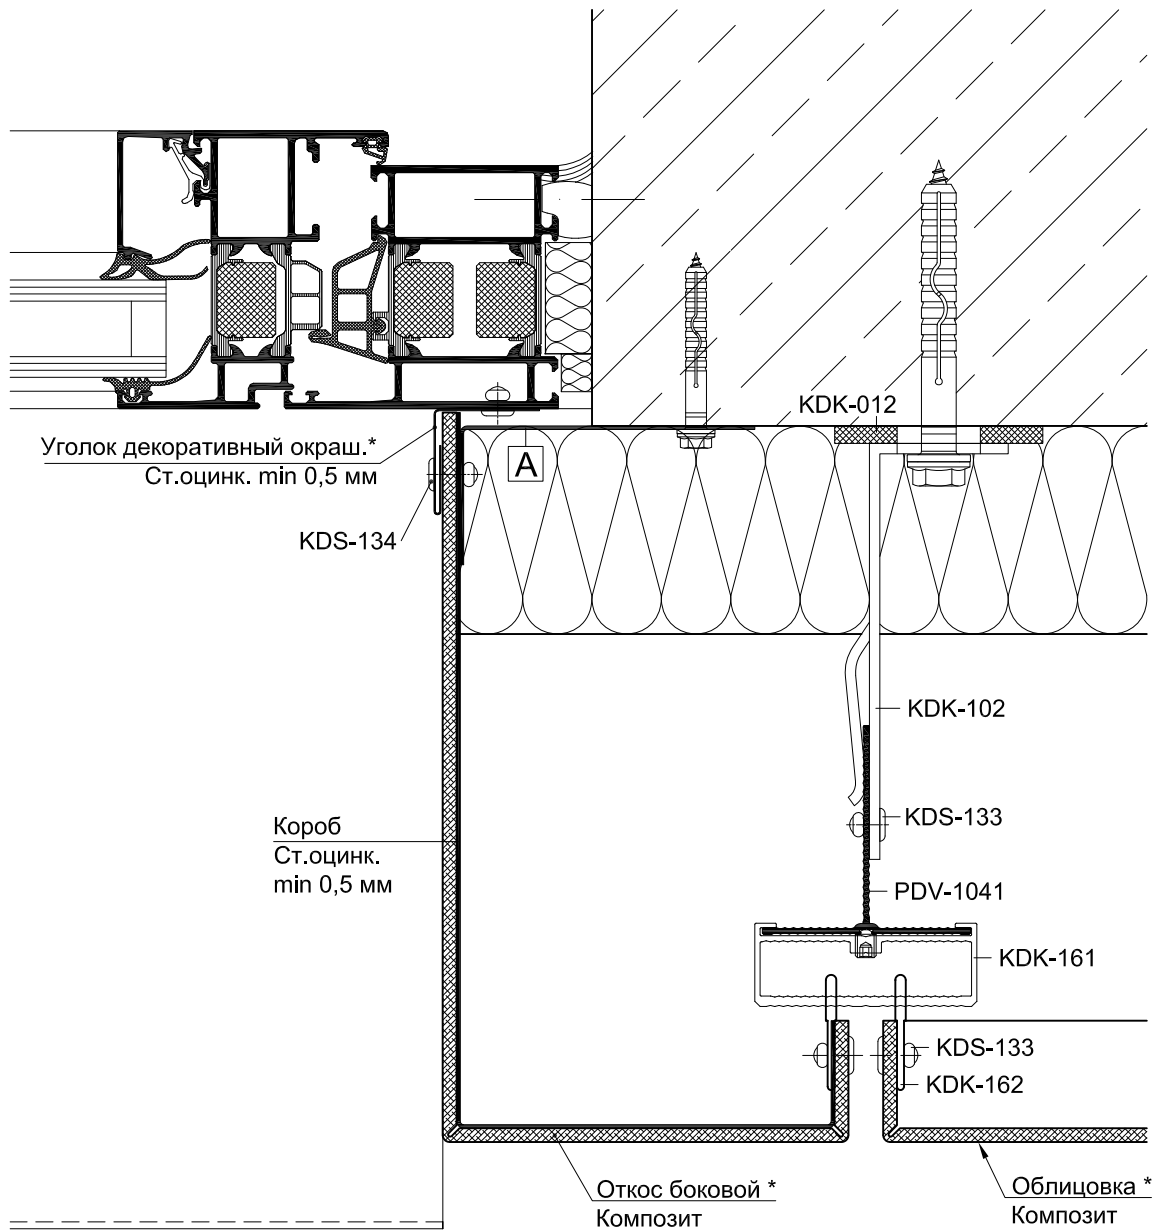 KDK-012
Уголок декоративный окраш.*
Ст.оцинк. min 0,5 мм
A
KDS-134
KDK-102
KDS-133
Короб
Ст.оцинк.
min 0,5 мм
PDV-1041
KDK-161
KDS-133
KDK-162
Откос боковой *
Композит
Облицовка *
Композит